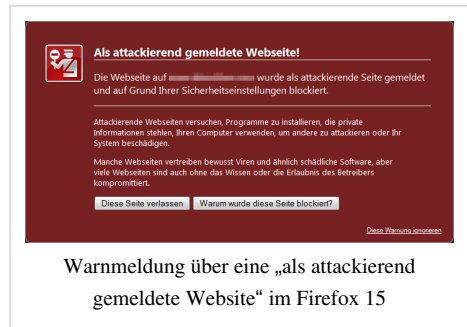 Als attackierend gemeldete Webseite!
Die Webseite auf wurde als attackierende Seite gemeldet
und auf Grund Ihrer Sicherheitseinstellungen blockiert.
Attackierende Webseiten versuchen, Programme zu installieren, die private
Informationen stehlen, Ihren Computer verwenden, um andere zu attackieren oder Ihr
System beschädigen.
Manche Webseiten vertreiben bewusst Viren und ähnlich schädliche Software, aber
viele Webseiten sind auch ohne das Wissen oder die Erlaubnis des Betreibers
kompromittiert.
Diese Seite verlassen Warum wurde diese Seite blockiert?
Diese Warnung ignorieren
Warnmeldung über eine „als attackierend
gemeldete Website“ im Firefox 15